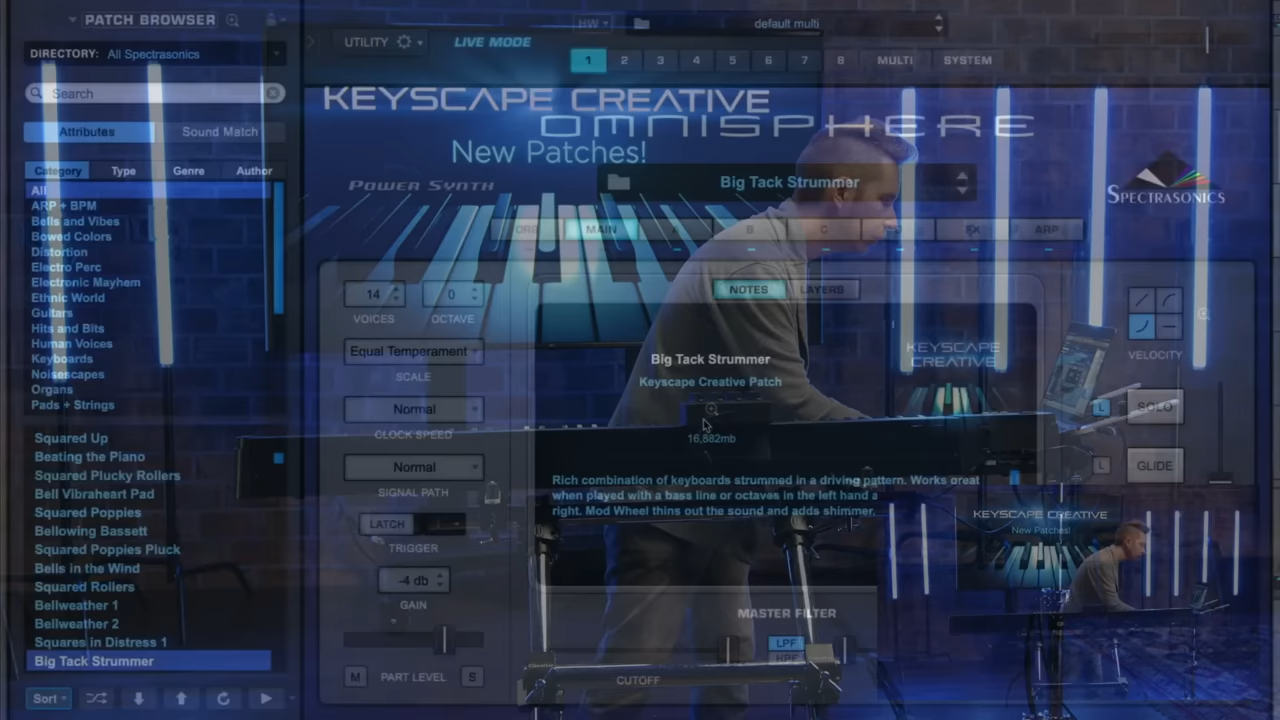 PATCH BROWSER
DIRECTORY: All Spectrasonics
Search
Attributes Sound Match
Category Type Genre Author
All
ARP + BPM
Bells and Vibes
Bowed Colors
Distortion
Electro Perc
Electronic Mayhem
Ethnic World
Guitars
Hits and Bits
Human Voices
Keyboards
Noisescapes
Organs
Pads + Strings
Squared Up
Beating the Piano
Squared Plucky Rollers
Bell Vibraheart Pad
Squared Poppies
Bellowing Bassett
Squared Poppies Pluck
Bells in the Wind
Squared Rollers
Bellweather 1
Bellweather 2
Squares in Distress 1
Big Tack Strummer
Sort
HW
default multi
UTILITY
LIVE MODE
1 2 3 4 5 6 7 8 MULTI SYSTEM
KEYSCAPE CREATIVE
OMNISPHERE
New Patches!
POWER SYNTH
Big Tack Strummer
SPECTRASONICS
ORB MAIN A B C D FX ARP
14 0
VOICES OCTAVE
Equal Temperament
SCALE
Normal
CLOCK SPEED
Normal
SIGNAL PATH
LATCH
TRIGGER
-4 db
GAIN
M PART LEVEL S
NOTES LAYERS
Big Tack Strummer
Keyscape Creative Patch
16,882mb
Rich combination of keyboards strummed in a driving pattern. Works great
when played with a bass line or octaves in the left hand a
right. Mod Wheel thins out the sound and adds shimmer.
KEYSCAPE
CREATIVE
VELOCITY
L SOLO
L GLIDE
KEYSCAPE CREATIVE
New Patches!
MASTER FILTER
LPF
HPF
CUTOFF